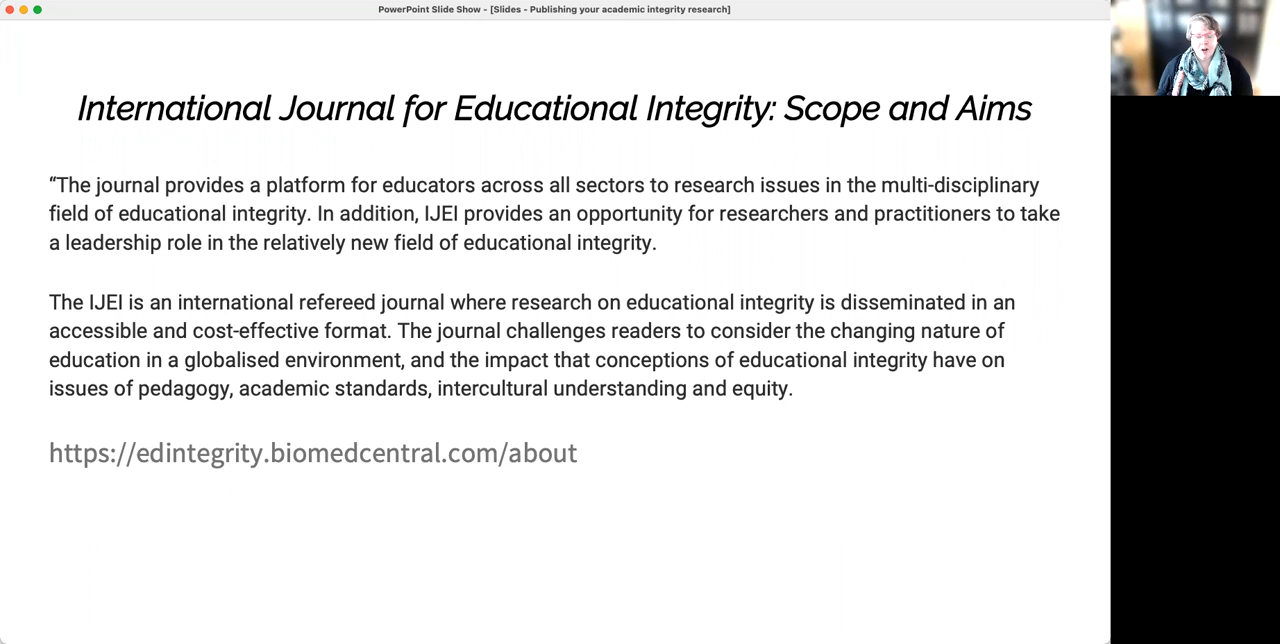 PowerPoint Slide Show - [Slides - Publishing your academic integrity research]
International Journal for Educational Integrity: Scope and Aims
“The journal provides a platform for educators across all sectors to research issues in the multi-disciplinary
field of educational integrity. In addition, IJEI provides an opportunity for researchers and practitioners to take
a leadership role in the relatively new field of educational integrity.
The IJEI is an international refereed journal where research on educational integrity is disseminated in an
accessible and cost-effective format. The journal challenges readers to consider the changing nature of
education in a globalised environment, and the impact that conceptions of educational integrity have on
issues of pedagogy, academic standards, intercultural understanding and equity.
https://edintegrity.biomedcentral.com/about